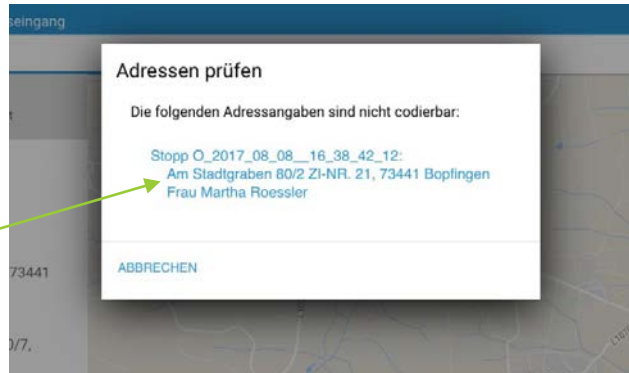 seingang
Adressen prüfen
Die folgenden Adressangaben sind nicht codierbar:
Stopp O_2017_08_08__16_38_42_12:
Am Stadtgraben 80/2 ZI-NR. 21, 73441 Bopfingen
Frau Martha Roessler
ABBRECHEN
73441
0/7,